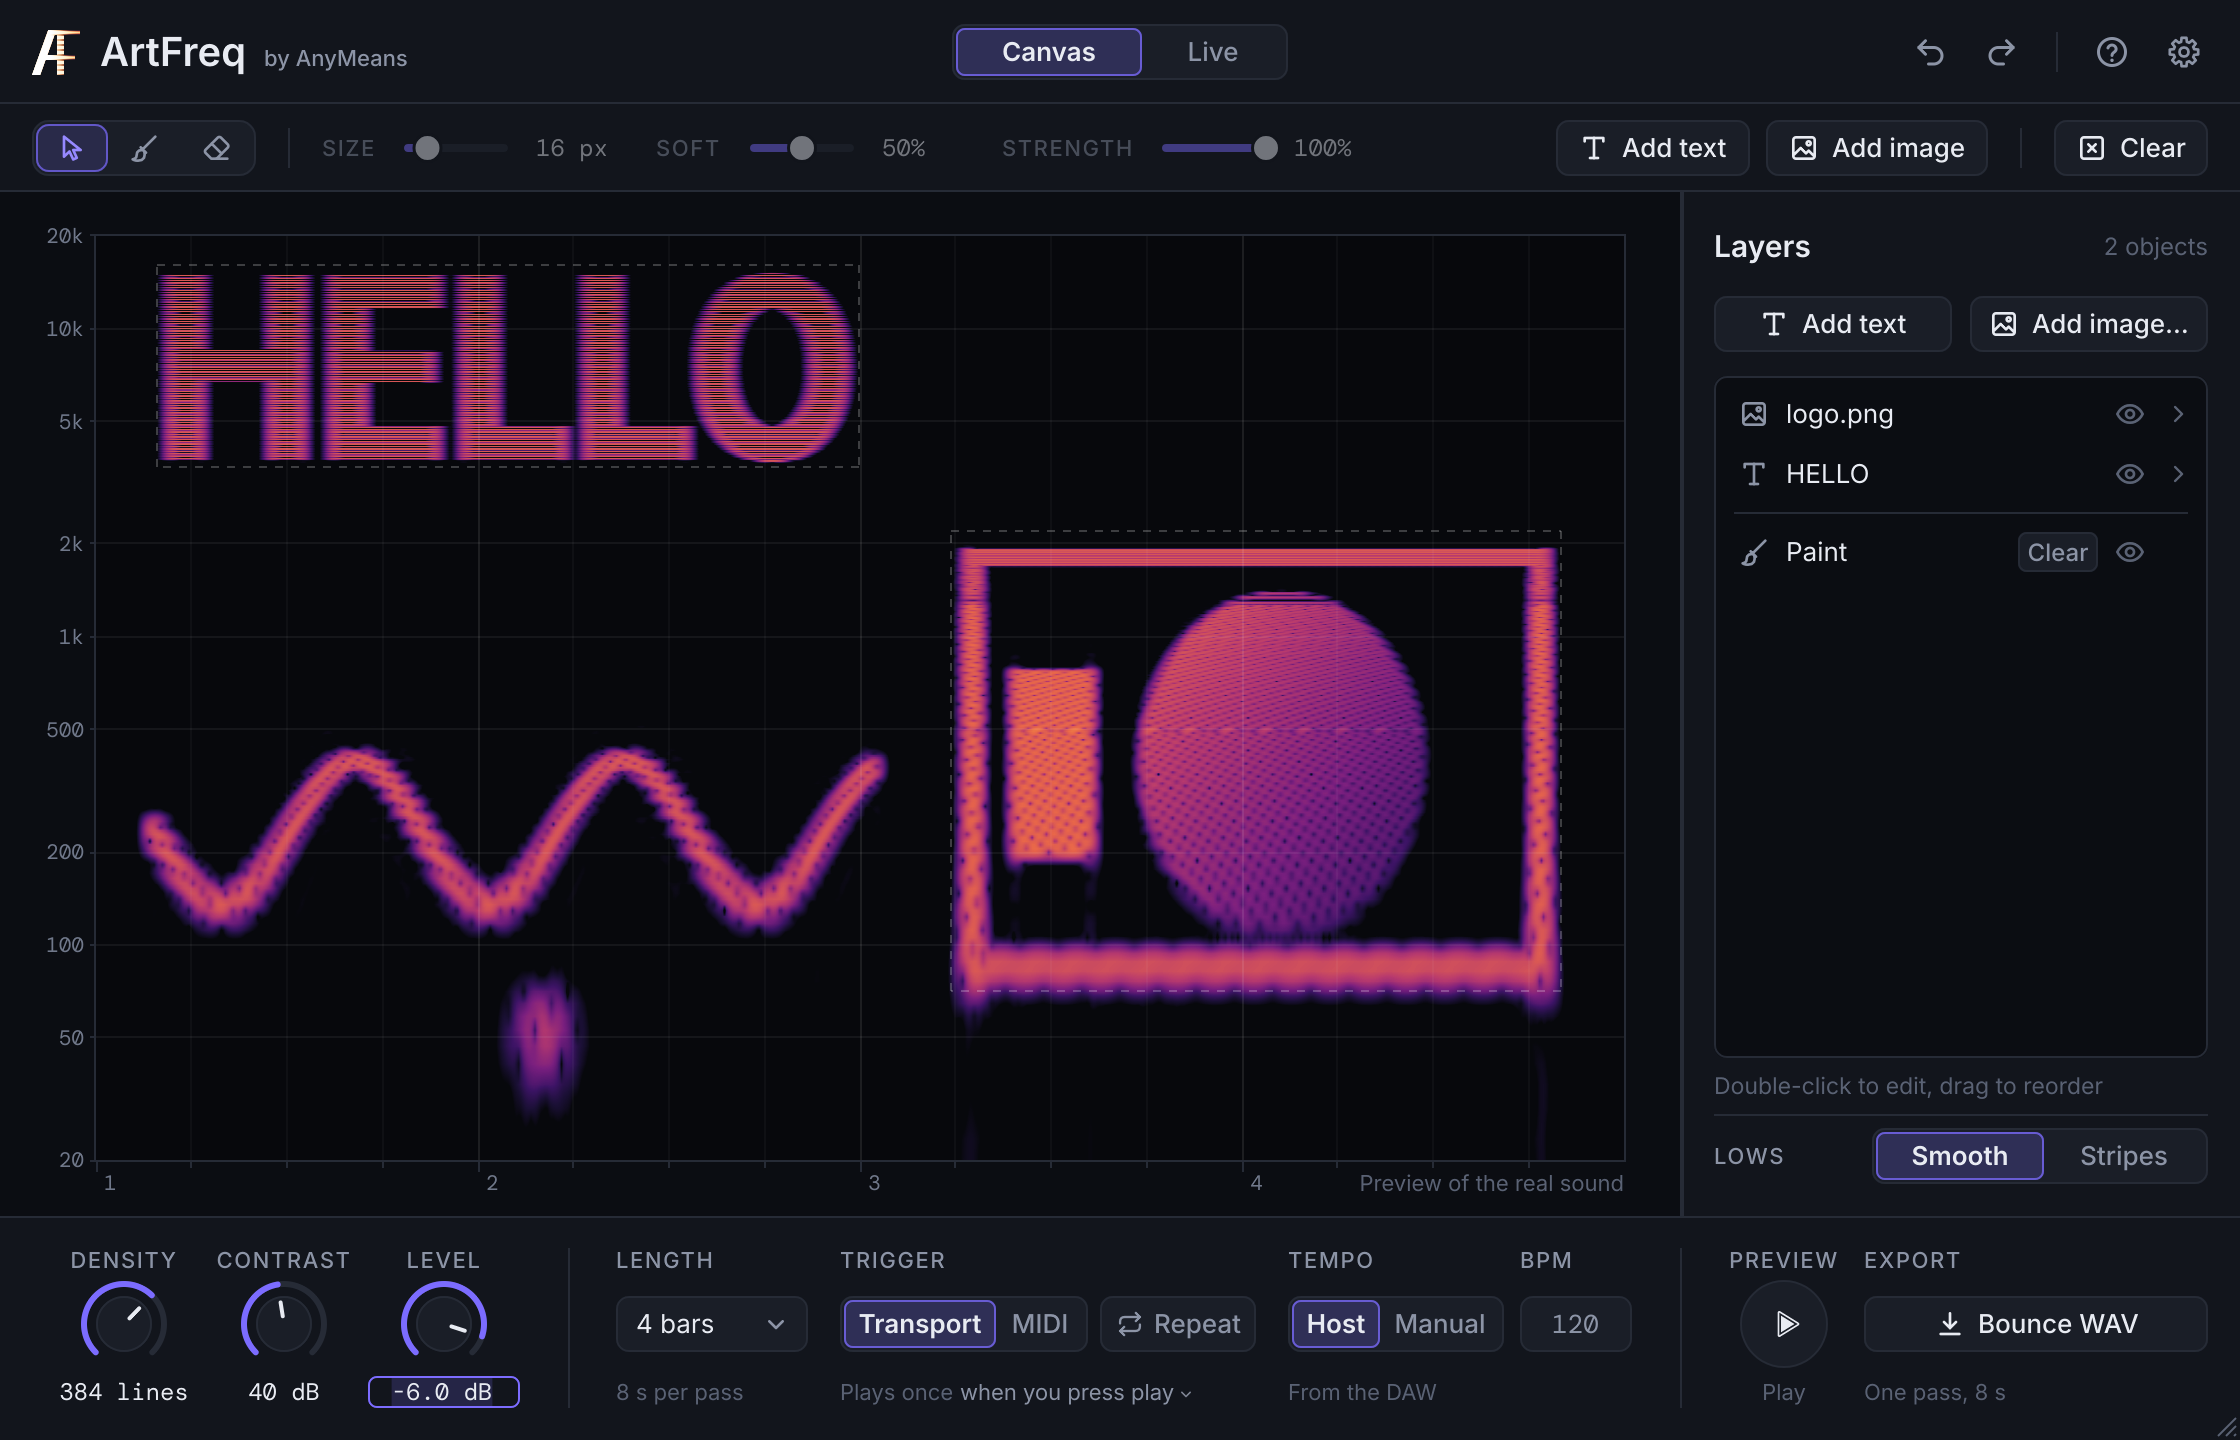 ArtFreq by AnyMeans
Canvas Live
SIZE 16 px SOFT 50% STRENGTH 100%
Add text Add image Clear
20k
10k
5k
2k
1k
500
200
100
50
20
HELLO
1 2 3 4
Preview of the real sound
Layers 2 objects
Add text Add image...
logo.png
HELLO
Paint Clear
Double-click to edit, drag to reorder
LOWS Smooth Stripes
DENSITY CONTRAST LEVEL
384 lines 40 dB -6.0 dB
LENGTH
4 bars
8 s per pass
TRIGGER
Transport MIDI Repeat
Plays once when you press play
TEMPO BPM
Host Manual 120
From the DAW
PREVIEW
Play
EXPORT
Bounce WAV
One pass, 8 s